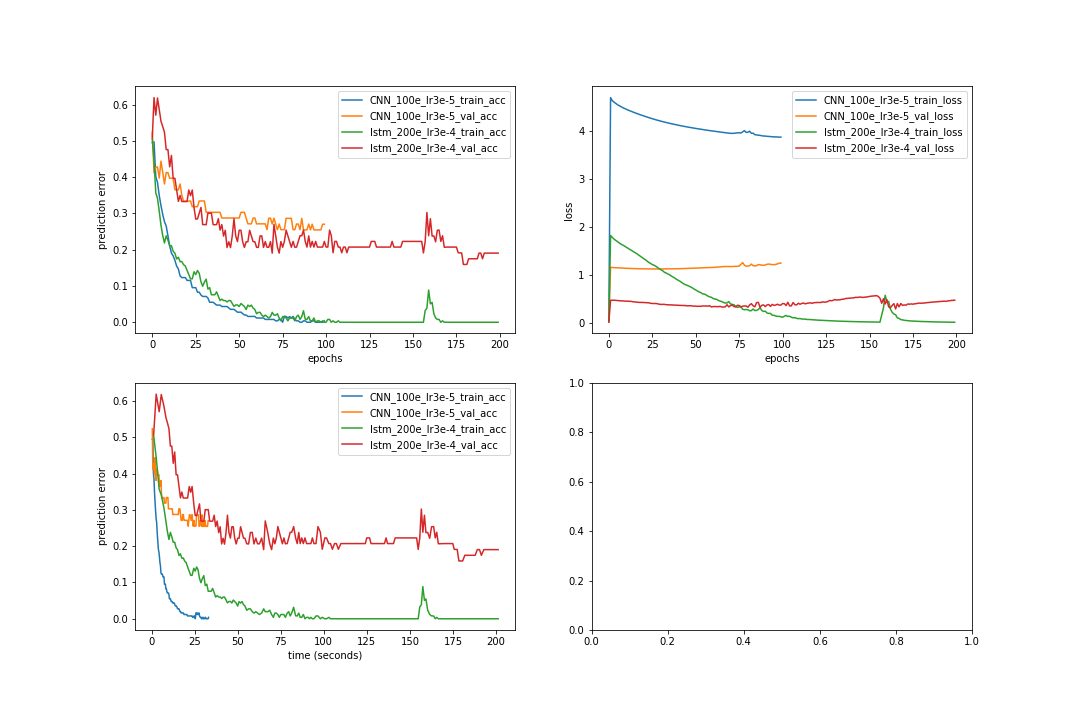 0.6
0.5
0.4
0.3
0.2
0.1
0.0
prediction error
0 25 50 75 100 125 150 175 200
epochs
CNN_100e_lr3e-5_train_acc
CNN_100e_lr3e-5_val_acc
lstm_200e_lr3e-4_train_acc
lstm_200e_lr3e-4_val_acc
4
3
2
1
0
loss
0 25 50 75 100 125 150 175 200
epochs
CNN_100e_lr3e-5_train_loss
CNN_100e_lr3e-5_val_loss
lstm_200e_lr3e-4_train_loss
lstm_200e_lr3e-4_val_loss
0.6
0.5
0.4
0.3
0.2
0.1
0.0
prediction error
0 25 50 75 100 125 150 175 200
time (seconds)
CNN_100e_lr3e-5_train_acc
CNN_100e_lr3e-5_val_acc
lstm_200e_lr3e-4_train_acc
lstm_200e_lr3e-4_val_acc
1.0
0.8
0.6
0.4
0.2
0.0
0.0 0.2 0.4 0.6 0.8 1.0